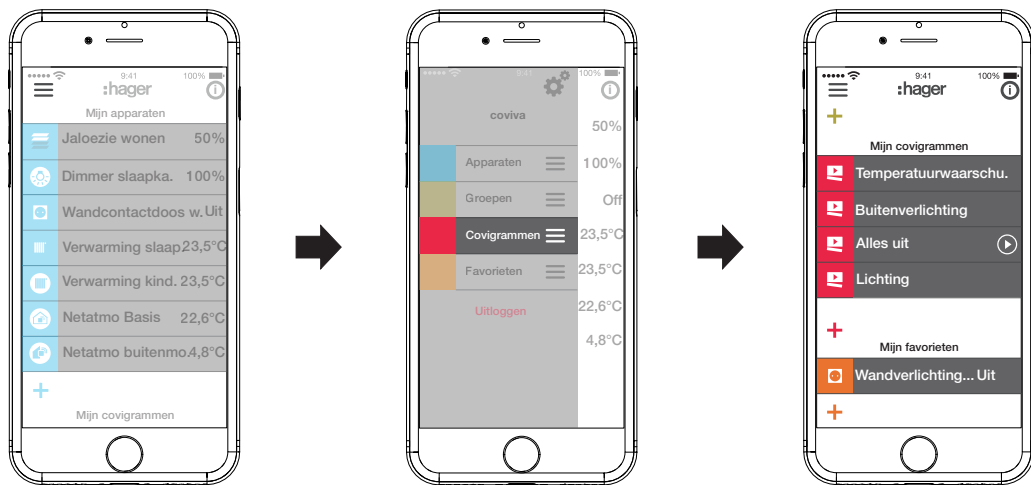 9:41 100%
:hager
Mijn apparaten
Jaloezie wonen 50%
Dimmer slaapka. 100%
Wandcontactdoos w. Uit
Verwarming slaap 23,5°C
Verwarming kind. 23,5°C
Netatmo Basis 22,6°C
Netatmo buitenmo. 4,8°C
+
Mijn covigrammen
9:41 100%
coviva
50%
Apparaten 100%
Groepen Off
Covigrammen 23,5°C
Favorieten 23,5°C
Uitloggen 22,6°C
4,8°C
9:41 100%
:hager
+
Mijn covigrammen
Temperatuurwaarschu.
Buitenverlichting
Alles uit
Lichting
+
Mijn favorieten
Wandverlichting... Uit
+